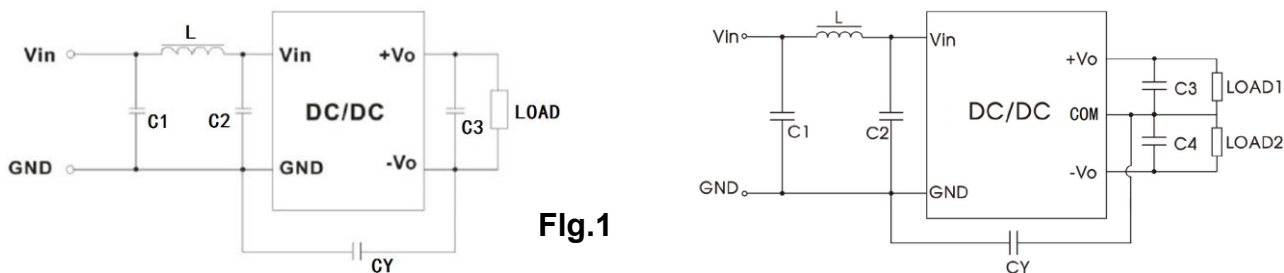 L
Vin
Vin
+Vo
C1
C2
DC/DC
C3
LOAD
GND
GND
-Vo
CY
FIg.1
L
Vin
Vin
+Vo
C3
LOAD1
C1
C2
DC/DC
COM
C4
LOAD2
-Vo
GND
GND
CY